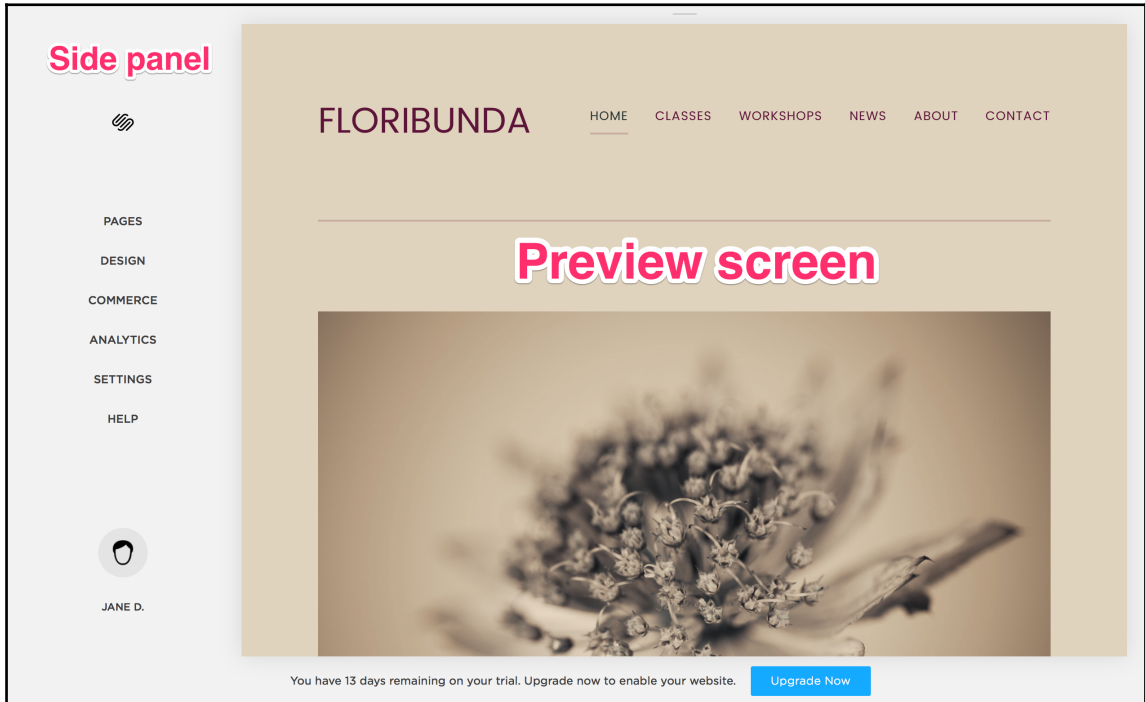 Side panel
PAGES
DESIGN
COMMERCE
ANALYTICS
SETTINGS
HELP
JANE D.
FLORIBUNDA
HOME CLASSES WORKSHOPS NEWS ABOUT CONTACT
Preview screen
You have 13 days remaining on your trial. Upgrade now to enable your website. Upgrade Now